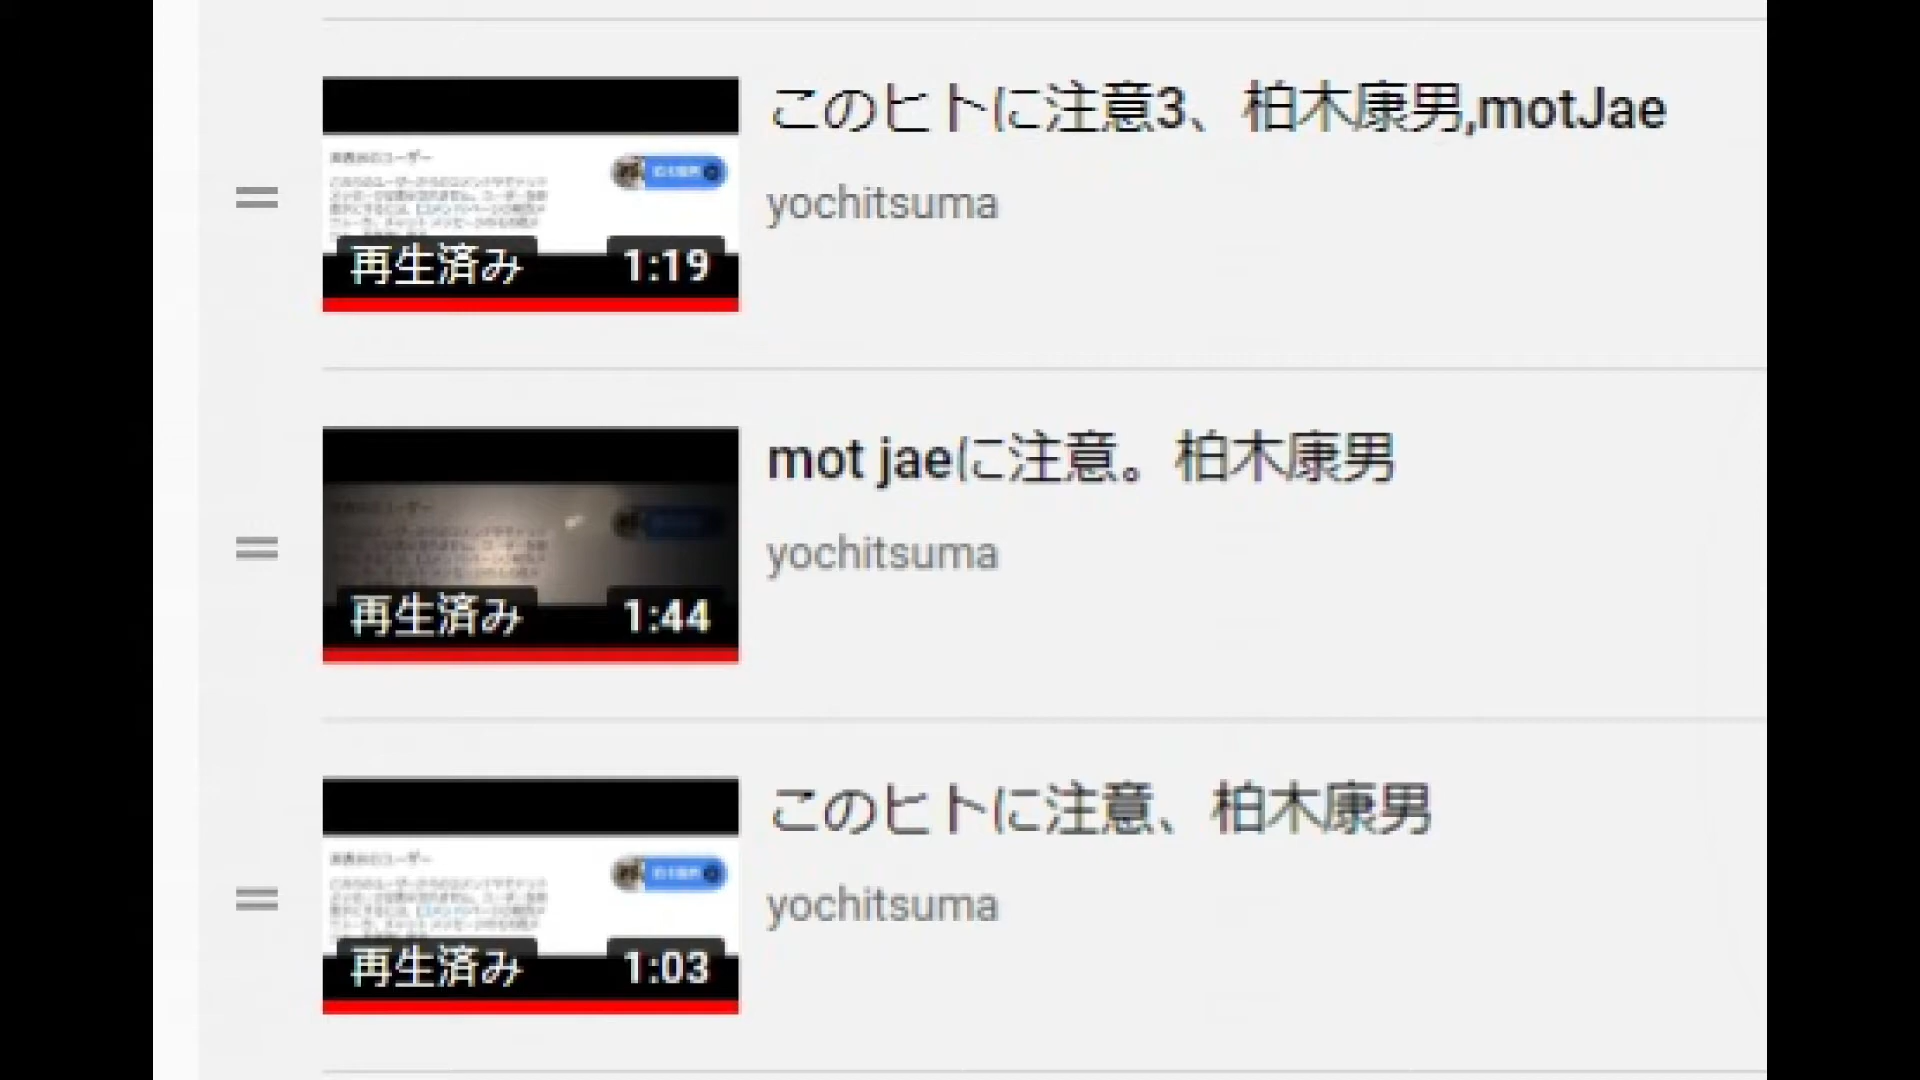 このヒトに注意3、柏木康男,motJae
yochitsuma
再生済み
1:19
mot jaeに注意。柏木康男
yochitsuma
再生済み
1:44
このヒトに注意、柏木康男
yochitsuma
再生済み
1:03